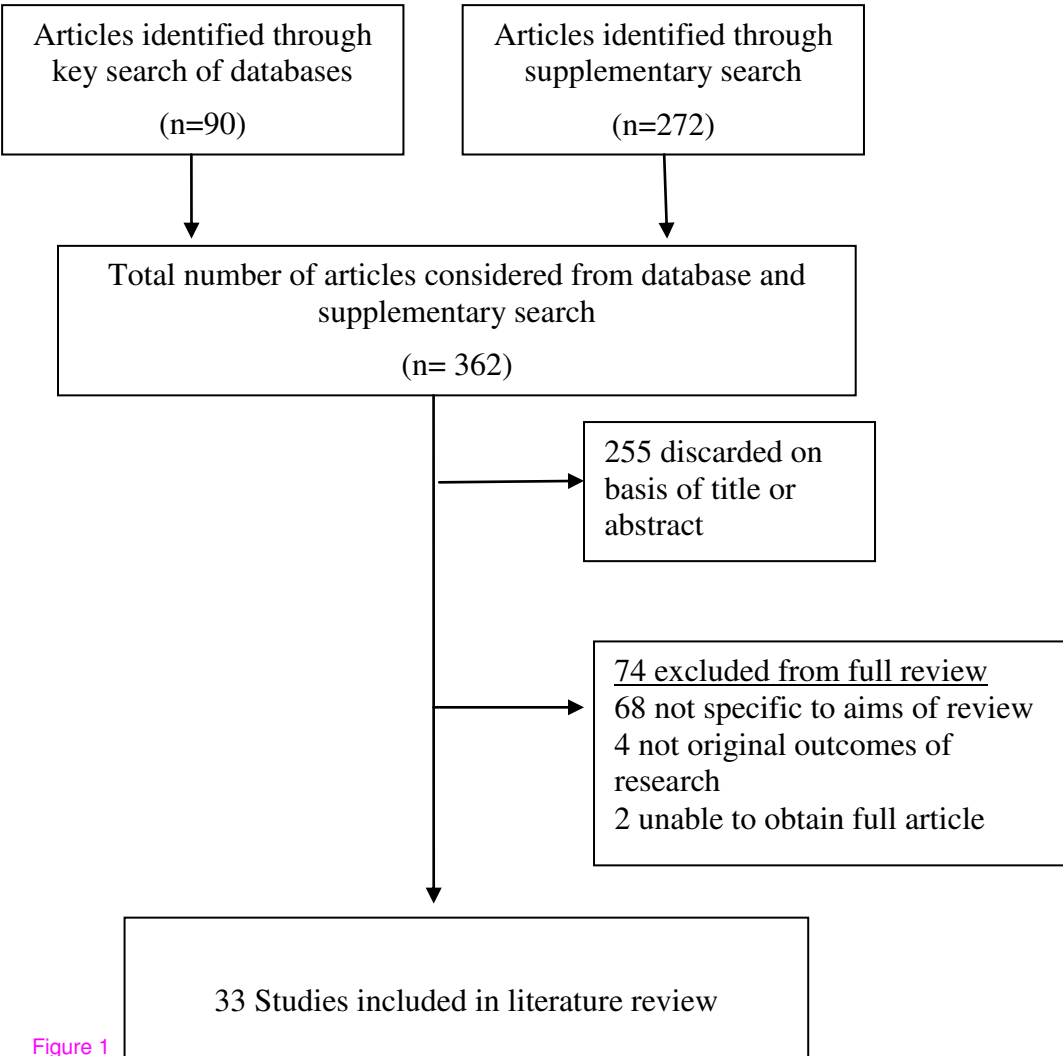 Articles identified through
key search of databases
(n=90)
Articles identified through
supplementary search
(n=272)
Total number of articles considered from database and
supplementary search
(n= 362)
255 discarded on
basis of title or
abstract
74 excluded from full review
68 not specific to aims of review
4 not original outcomes of
research
2 unable to obtain full article
33 Studies included in literature review
Figure 1